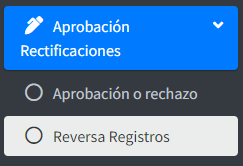 Aprobación
Rectificaciones
Aprobación o rechazo
Reversa Registros